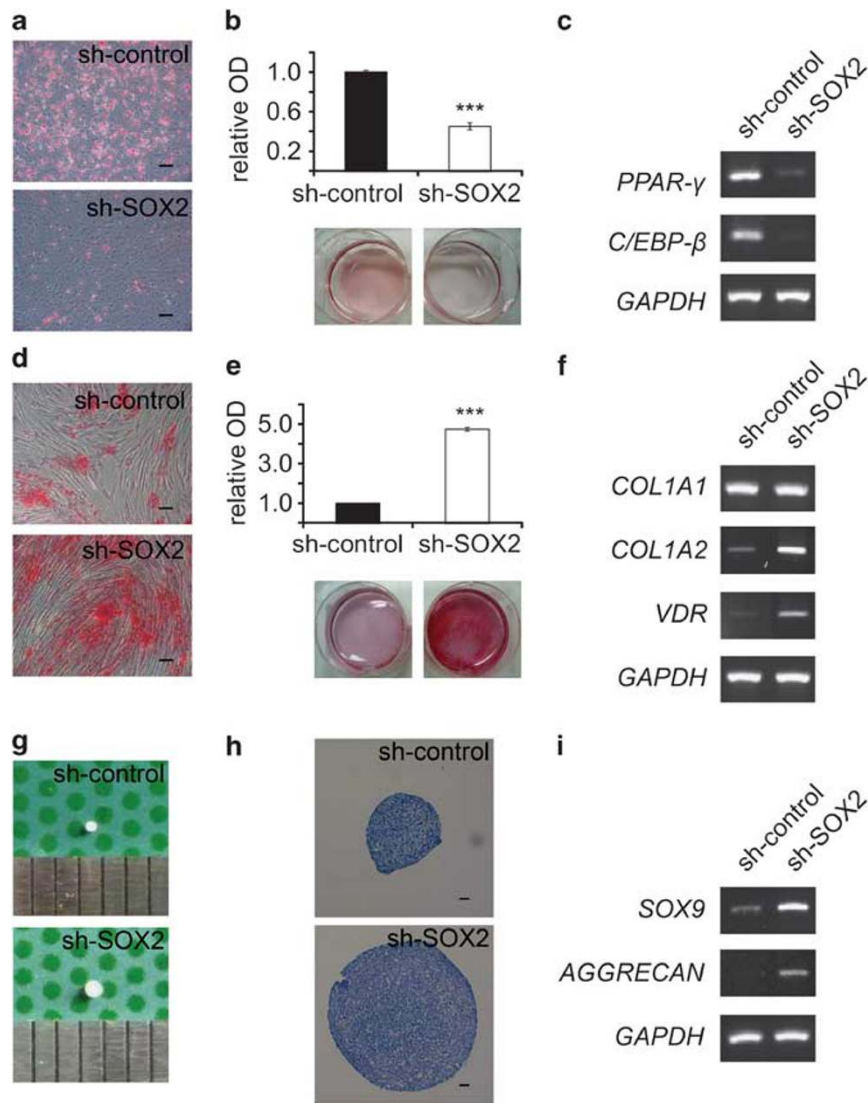 a
sh-control
sh-SOX2
b
relative OD
1.0
0.6
0.2
***
sh-control
sh-SOX2
c
sh-control
sh-SOX2
PPAR-γ
C/EBP-β
GAPDH
d
sh-control
sh-SOX2
e
relative OD
5.0
3.0
1.0
***
sh-control
sh-SOX2
f
sh-control
sh-SOX2
COL1A1
COL1A2
VDR
GAPDH
g
sh-control
sh-SOX2
h
sh-control
sh-SOX2
i
sh-control
sh-SOX2
SOX9
AGGRECAN
GAPDH